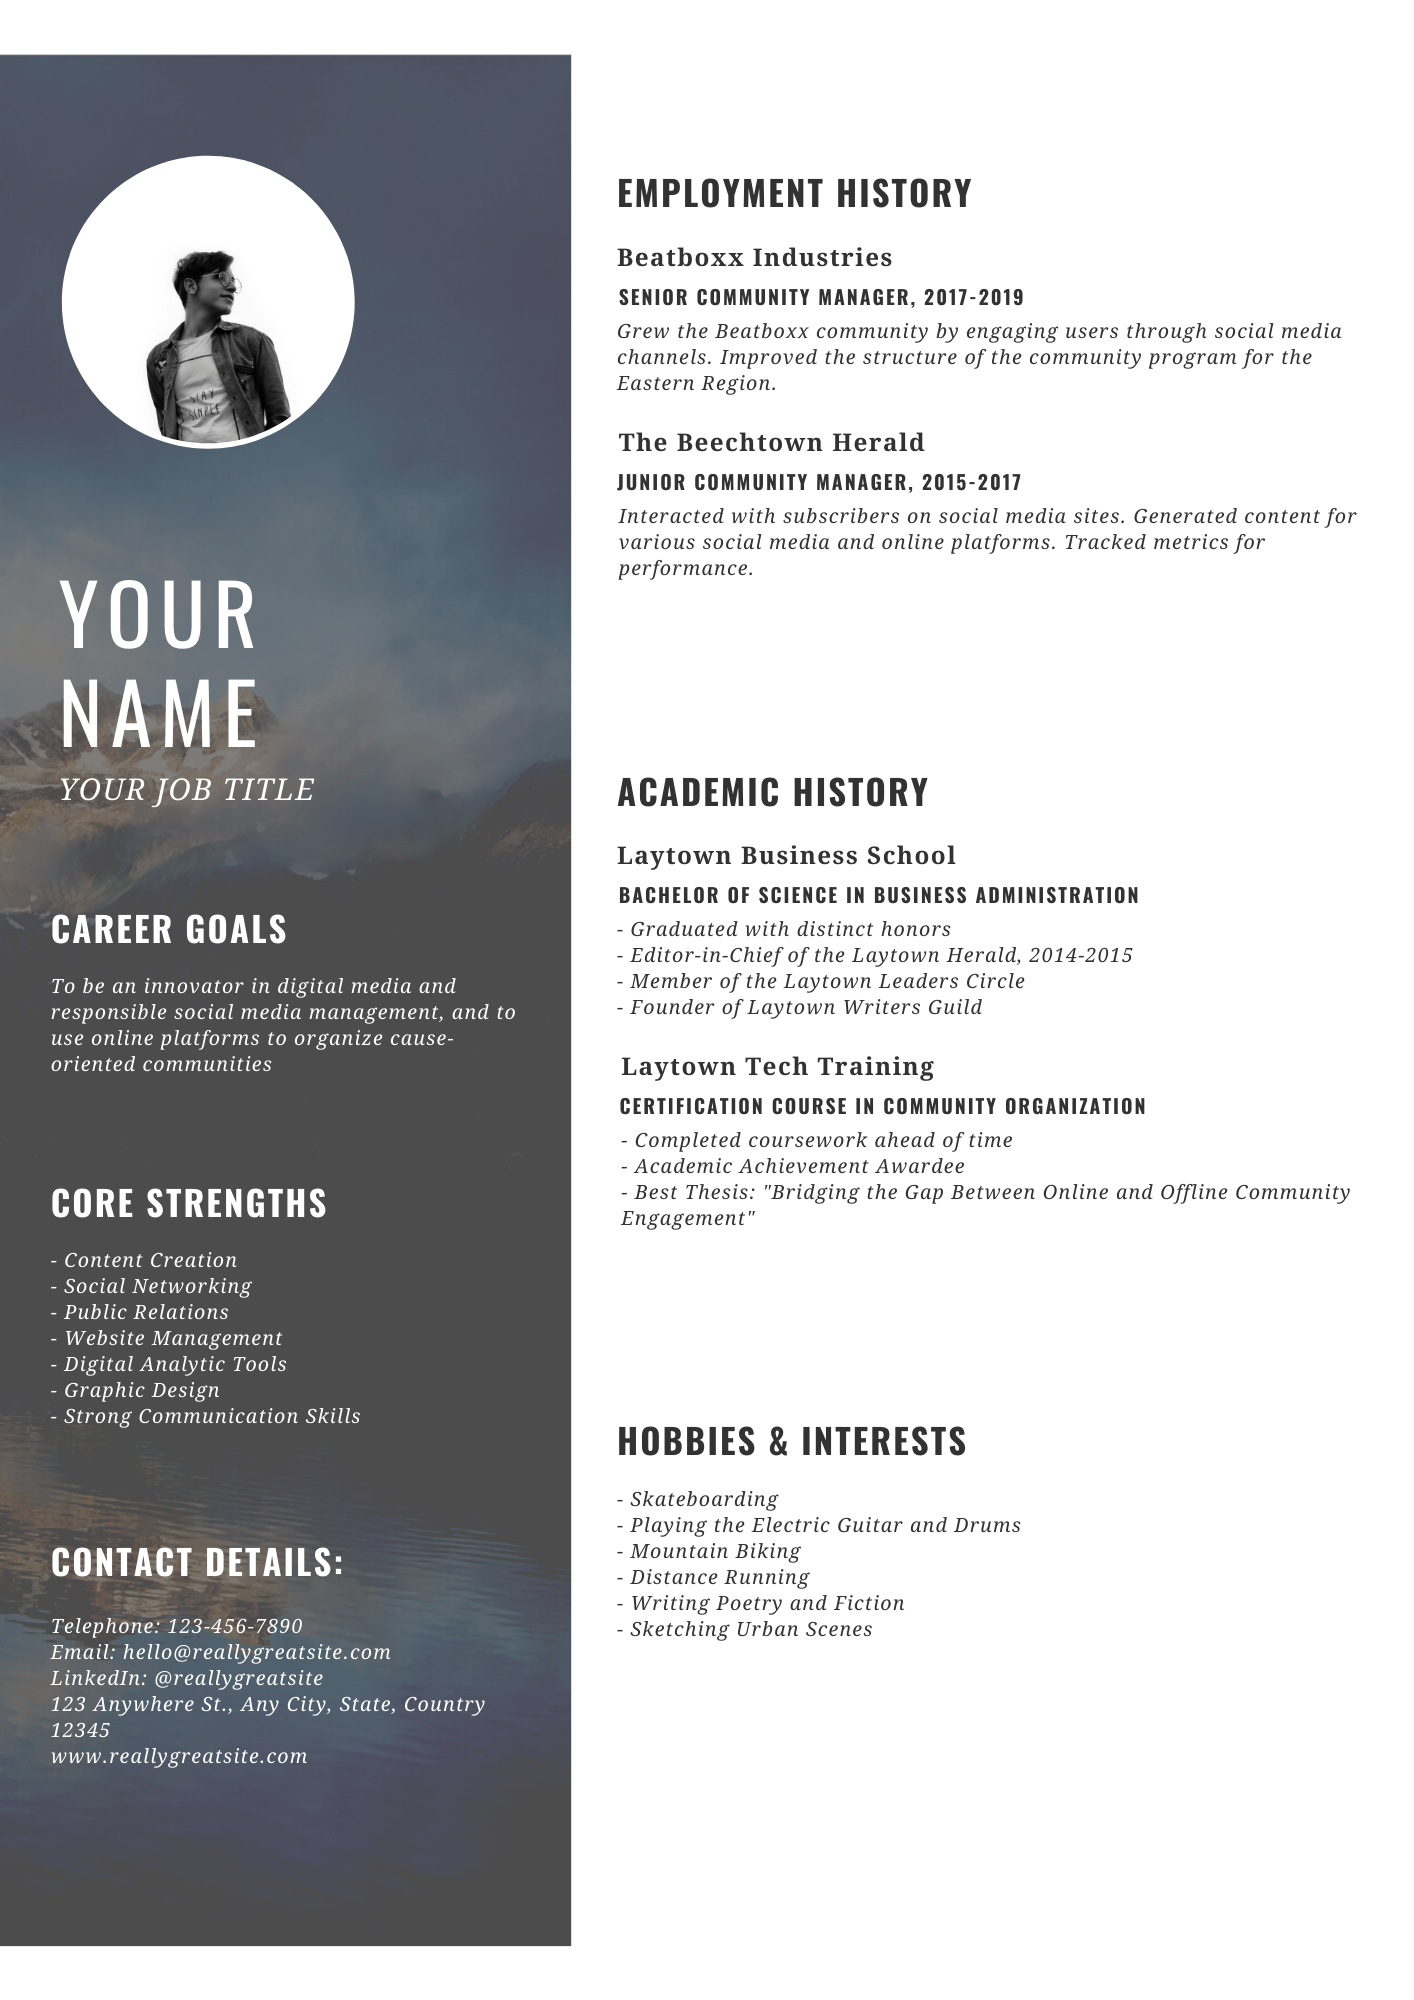 STAY
SIMPLE
YOUR
NAME
YOUR JOB TITLE
CAREER GOALS
To be an innovator in digital media and
responsible social media management, and to
use online platforms to organize cause-
oriented communities
CORE STRENGTHS
- Content Creation
- Social Networking
- Public Relations
- Website Management
- Digital Analytic Tools
- Graphic Design
- Strong Communication Skills
CONTACT DETAILS:
Telephone: 123-456-7890
Email: hello@reallygreatsite.com
LinkedIn: @reallygreatsite
123 Anywhere St., Any City, State, Country
12345
www.reallygreatsite.com
EMPLOYMENT HISTORY
Beatboxx Industries
SENIOR COMMUNITY MANAGER, 2017-2019
Grew the Beatboxx community by engaging users through social media
channels. Improved the structure of the community program for the
Eastern Region.
The Beechtown Herald
JUNIOR COMMUNITY MANAGER, 2015-2017
Interacted with subscribers on social media sites. Generated content for
various social media and online platforms. Tracked metrics for
performance.
ACADEMIC HISTORY
Laytown Business School
BACHELOR OF SCIENCE IN BUSINESS ADMINISTRATION
- Graduated with distinct honors
- Editor-in-Chief of the Laytown Herald, 2014-2015
- Member of the Laytown Leaders Circle
- Founder of Laytown Writers Guild
Laytown Tech Training
CERTIFICATION COURSE IN COMMUNITY ORGANIZATION
- Completed coursework ahead of time
- Academic Achievement Awardee
- Best Thesis: "Bridging the Gap Between Online and Offline Community
Engagement"
HOBBIES & INTERESTS
- Skateboarding
- Playing the Electric Guitar and Drums
- Mountain Biking
- Distance Running
- Writing Poetry and Fiction
- Sketching Urban Scenes